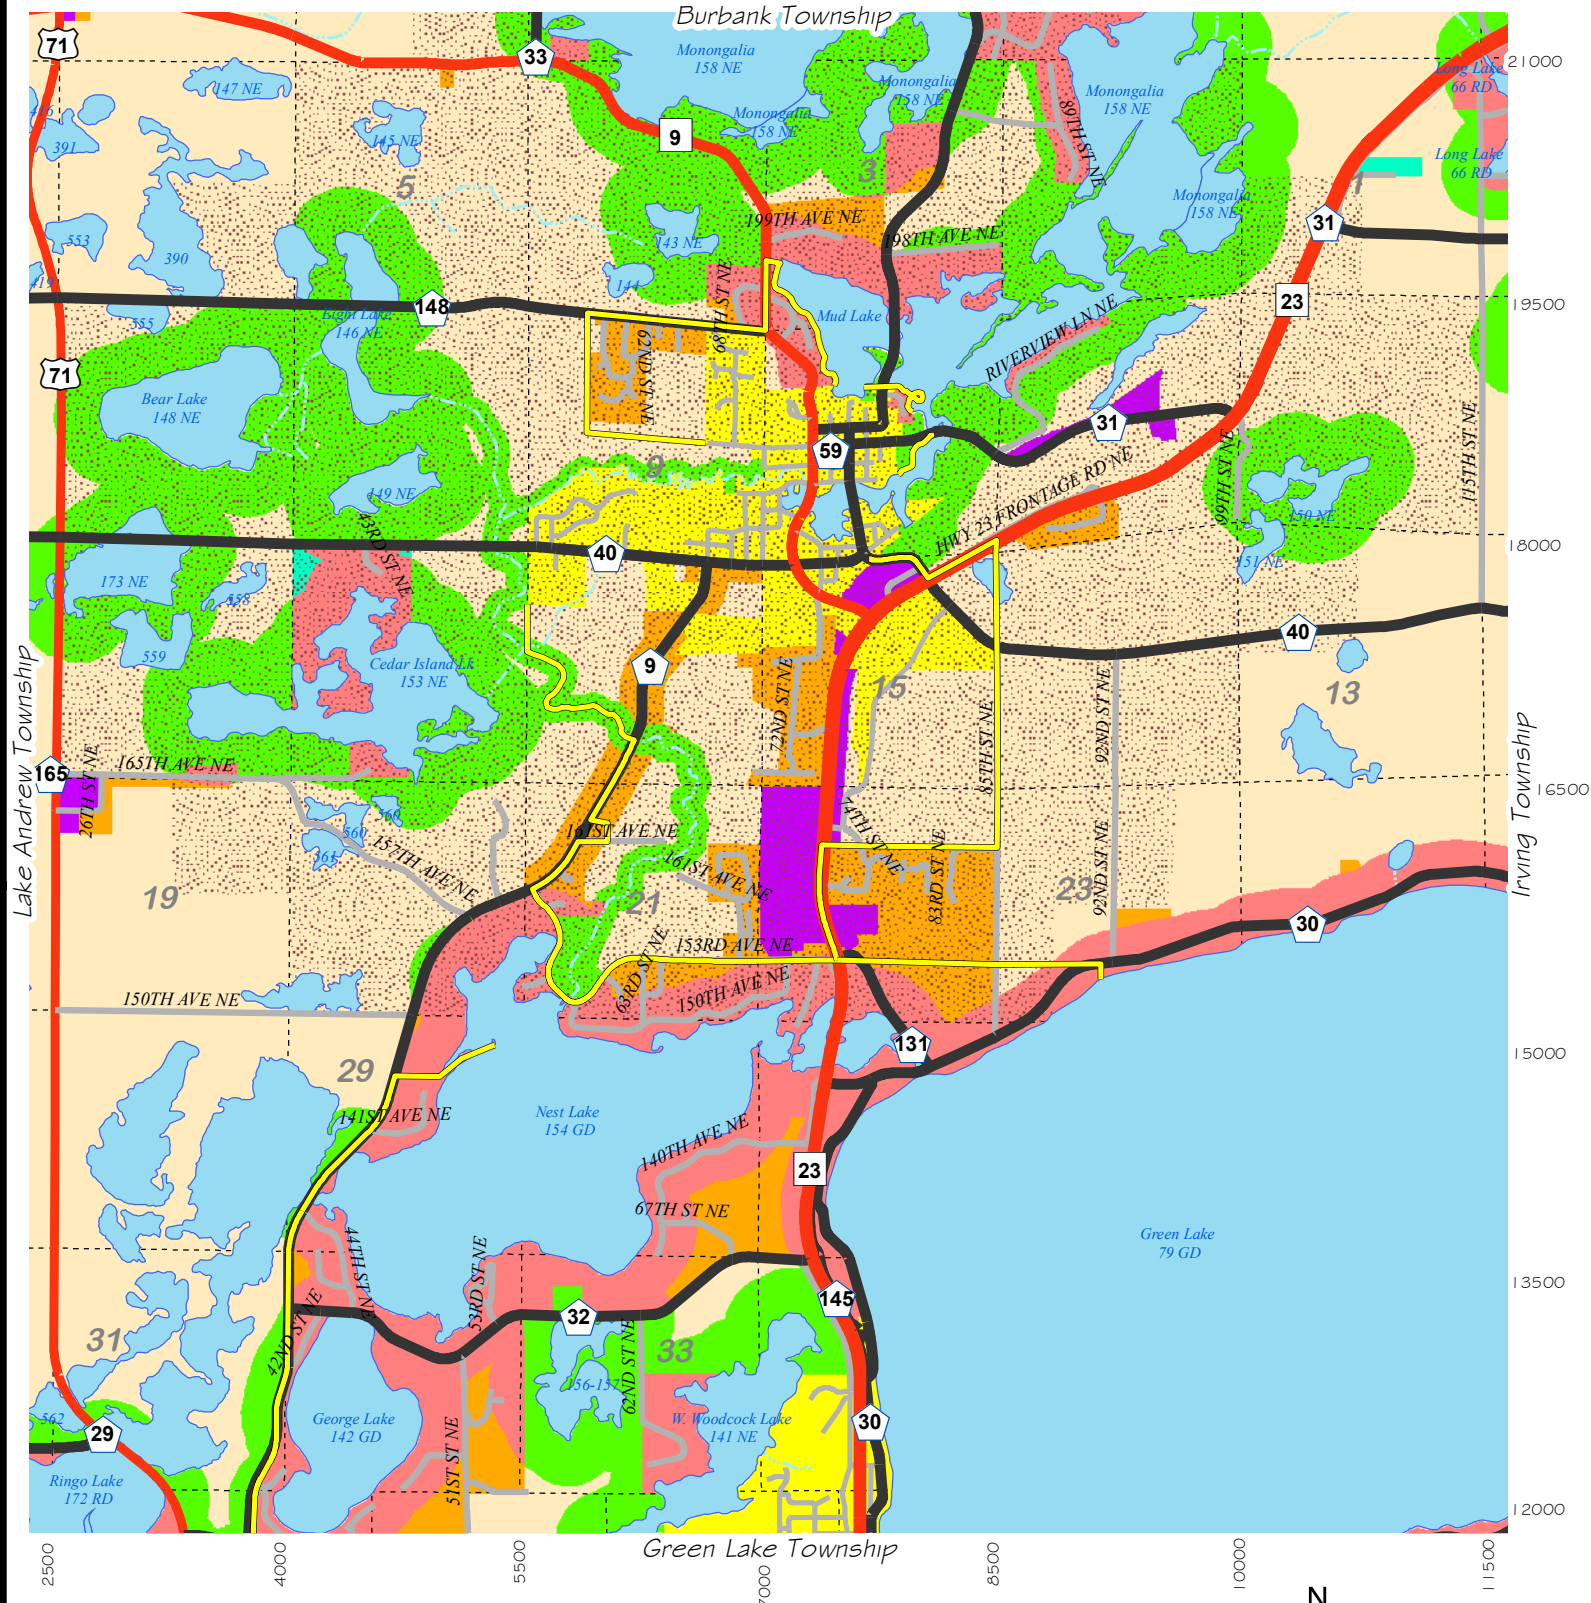 Burbank Township
71
33
Monongalia
158 NE
21000
Long Lake
66 RD
147 NE
Monongalia
158 NE
Monongalia
158 NE
416
391
145 NE
9
Monongalia
158 NE
89TH ST NE
Long Lake
66 RD
5
3
1
Monongalia
158 NE
199TH AVE NE
31
553
390
143 NE
198TH AVE NE
419
144
148
68TH ST NE
23
19500
555
Eight Lake
146 NE
Mud Lake
RIVERVIEW LN NE
62ND ST NE
71
Bear Lake
148 NE
31
115TH ST NE
59
9
99TH ST NE
HWY 23 FRONTAGE RD NE
149 NE
150 NE
43RD ST NE
40
18000
151 NE
173 NE
558
40
559
Cedar Island Lk
153 NE
9
15
13
72ND ST NE
92ND ST NE
85TH ST NE
Lake Andrew Township
Irving Township
165
165TH AVE NE
26TH ST NE
16500
560
560
561
157TH AVE NE
161ST AVE NE
74TH ST NE
161ST AVE NE
83RD ST NE
92ND ST NE
19
21
23
30
153RD AVE NE
63RD ST NE
150TH AVE NE
150TH AVE NE
131
15000
29
141ST AVE NE
Nest Lake
154 GD
140TH AVE NE
23
67TH ST NE
Green Lake
79 GD
44TH ST NE
53RD ST NE
13500
145
42ND ST NE
32
31
62ND ST NE
33
156-157
562
29
George Lake
142 GD
W. Woodcock Lake
141 NE
30
51ST ST NE
Ringo Lake
172 RD
12000
Green Lake Township
2500
4000
5500
7000
8500
10000
11500
N